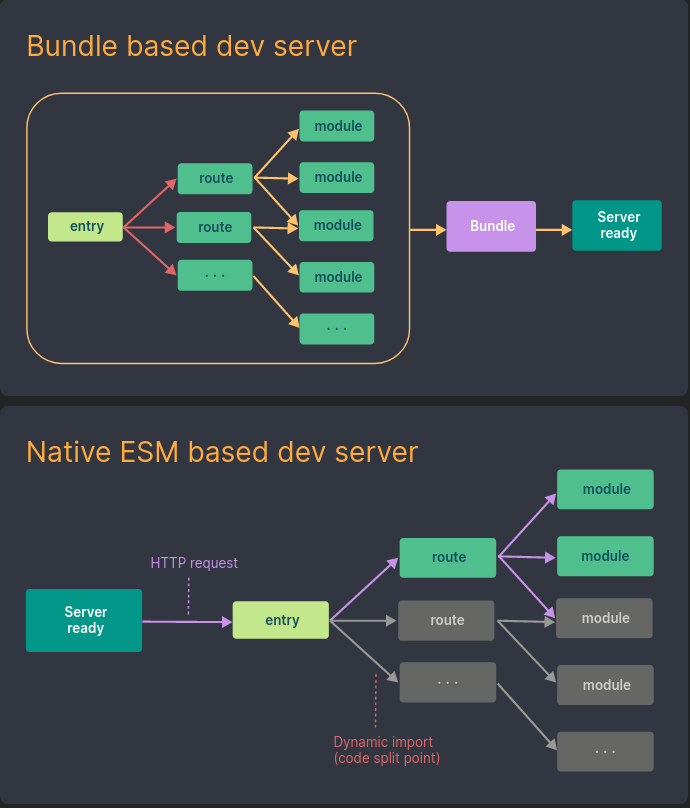 Bundle based dev server
module
route
module
entry
route
module
Bundle
Server
ready
. . .
module
. . .
Native ESM based dev server
module
HTTP request
route
module
Server
ready
entry
route
module
. . .
module
Dynamic import
(code split point)
. . .